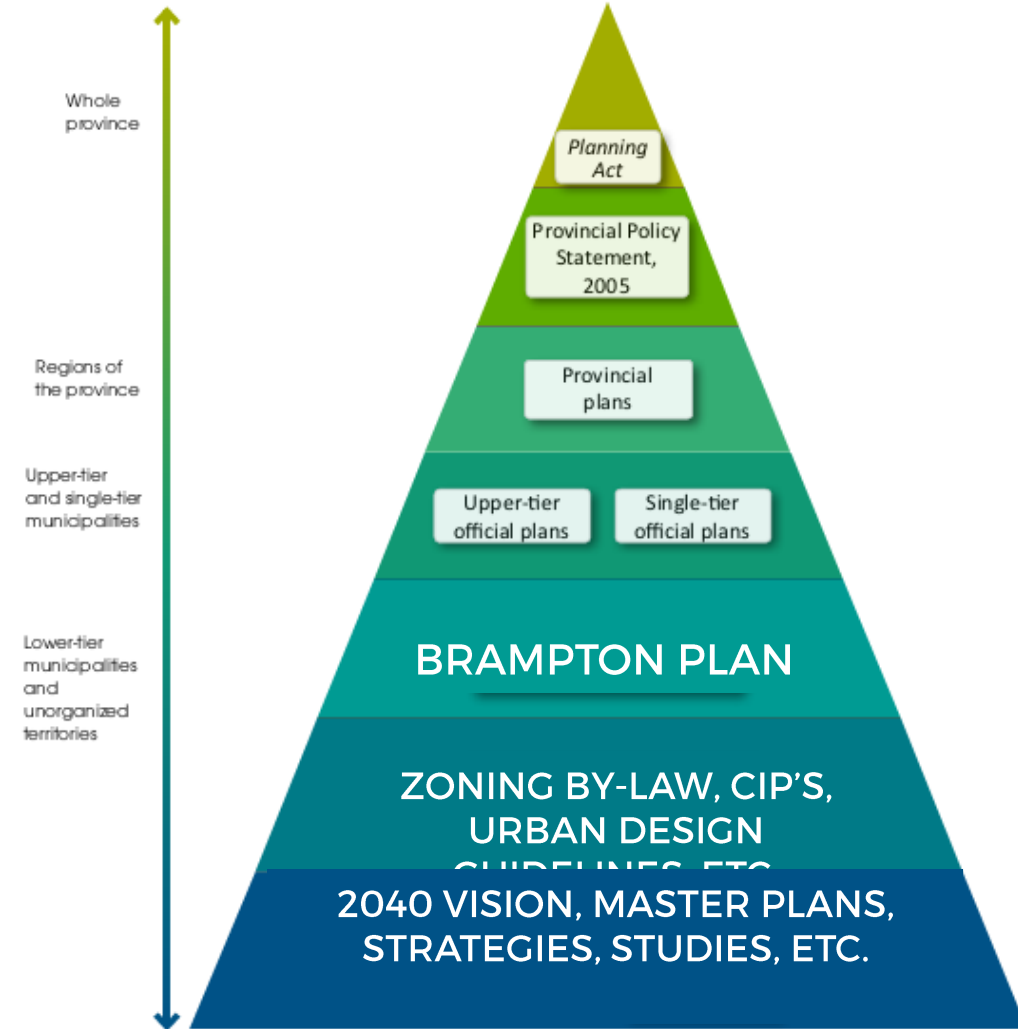 Whole
province
Planning
Act
Provincial Policy
Statement,
2005
Regions of
the province
Provincial
plans
Upper-tier
and single-tier
municipalities
Upper-tier
official plans
Single-tier
official plans
Lower-tier
municipalities
and
unorganized
territories
BRAMPTON PLAN
ZONING BY-LAW, CIP'S,
URBAN DESIGN
GUIDELINES, ETC
2040 VISION, MASTER PLANS,
STRATEGIES, STUDIES, ETC.